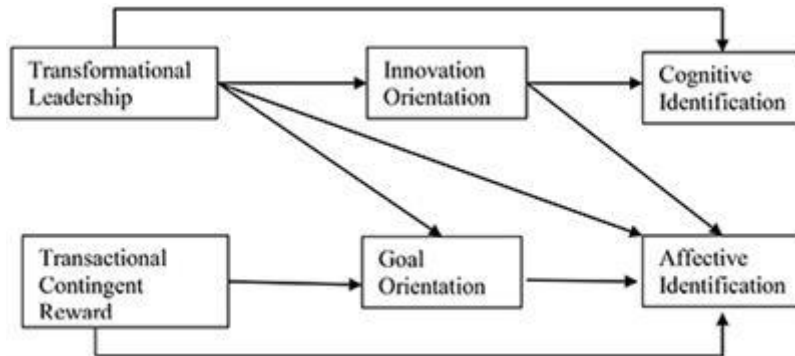 Transformational
Leadership
Innovation
Orientation
Cognitive
Identification
Transactional
Contingent
Reward
Goal
Orientation
Affective
Identification